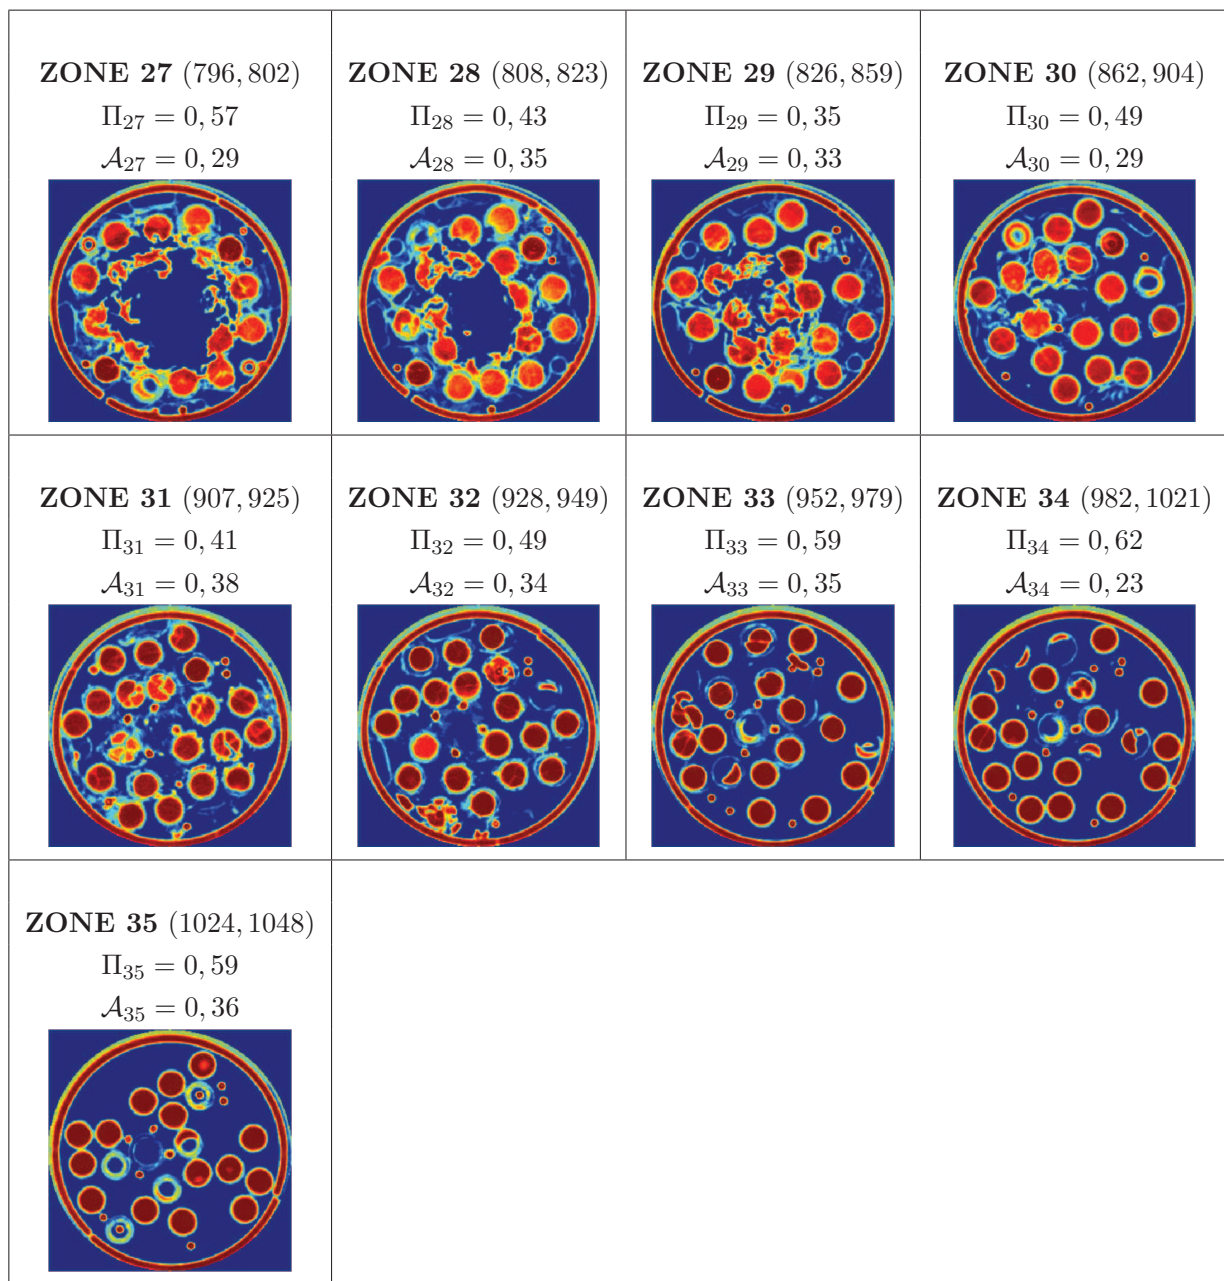 ZONE 27 (796, 802)
Π27 = 0, 57
A27 = 0, 29
ZONE 28 (808, 823)
Π28 = 0, 43
A28 = 0, 35
ZONE 29 (826, 859)
Π29 = 0, 35
A29 = 0, 33
ZONE 30 (862, 904)
Π30 = 0, 49
A30 = 0, 29
ZONE 31 (907, 925)
Π31 = 0, 41
A31 = 0, 38
ZONE 32 (928, 949)
Π32 = 0, 49
A32 = 0, 34
ZONE 33 (952, 979)
Π33 = 0, 59
A33 = 0, 35
ZONE 34 (982, 1021)
Π34 = 0, 62
A34 = 0, 23
ZONE 35 (1024, 1048)
Π35 = 0, 59
A35 = 0, 36